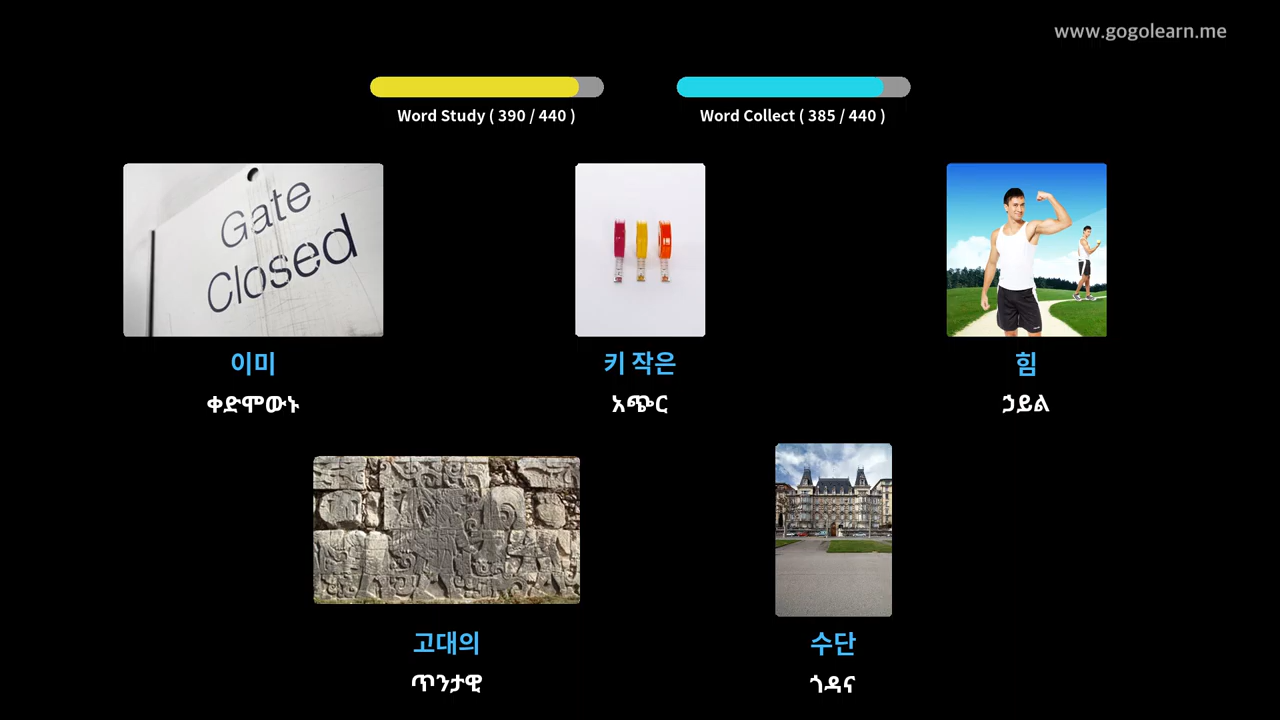 www.gogolearn.me
Word Study ( 390 / 440 )
Word Collect ( 385 / 440 )
Gate
Closed
이미
키 작은
힘
ቀድሞውኑ
አጭር
ኃይል
고대의
수단
ጥንታዊ
ጎዳና